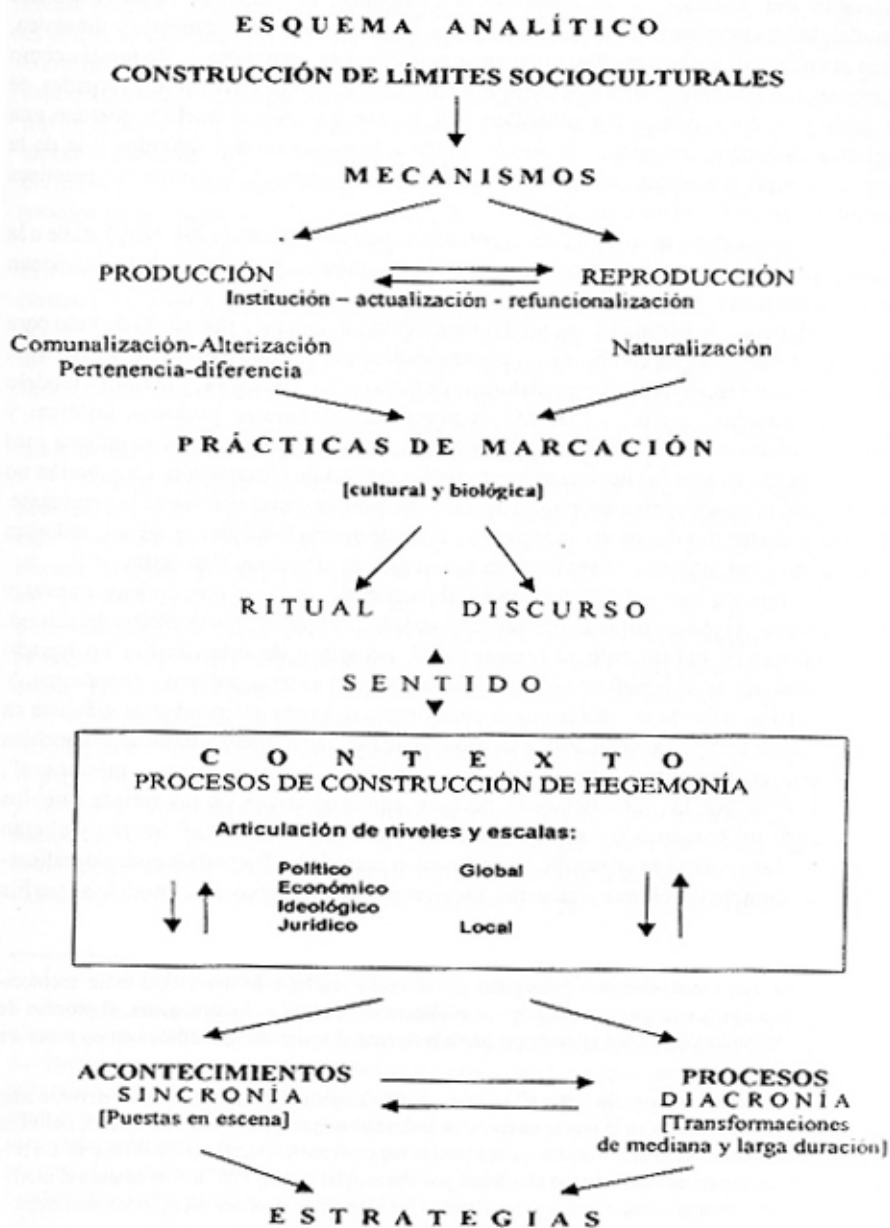 ESQUEMA ANALÍTICO
CONSTRUCCIÓN DE LÍMITES SOCIOCULTURALES
MECANISMOS
PRODUCCIÓN REPRODUCCIÓN
Institución – actualización - refuncionalización
Comunalización-Alterización Naturalización
Pertenencia-diferencia
PRÁCTICAS DE MARCACIÓN
[cultural y biológica]
RITUAL DISCURSO
SENTIDO
CONTEXTO
PROCESOS DE CONSTRUCCIÓN DE HEGEMONÍA
Articulación de niveles y escalas:
Político Global
Económico
Ideológico
Jurídico Local
ACONTECIMIENTOS PROCESOS
SINCRONÍA DIACRONÍA
[Puestas en escena] [Transformaciones
de mediana y larga duración]
ESTRATEGIAS